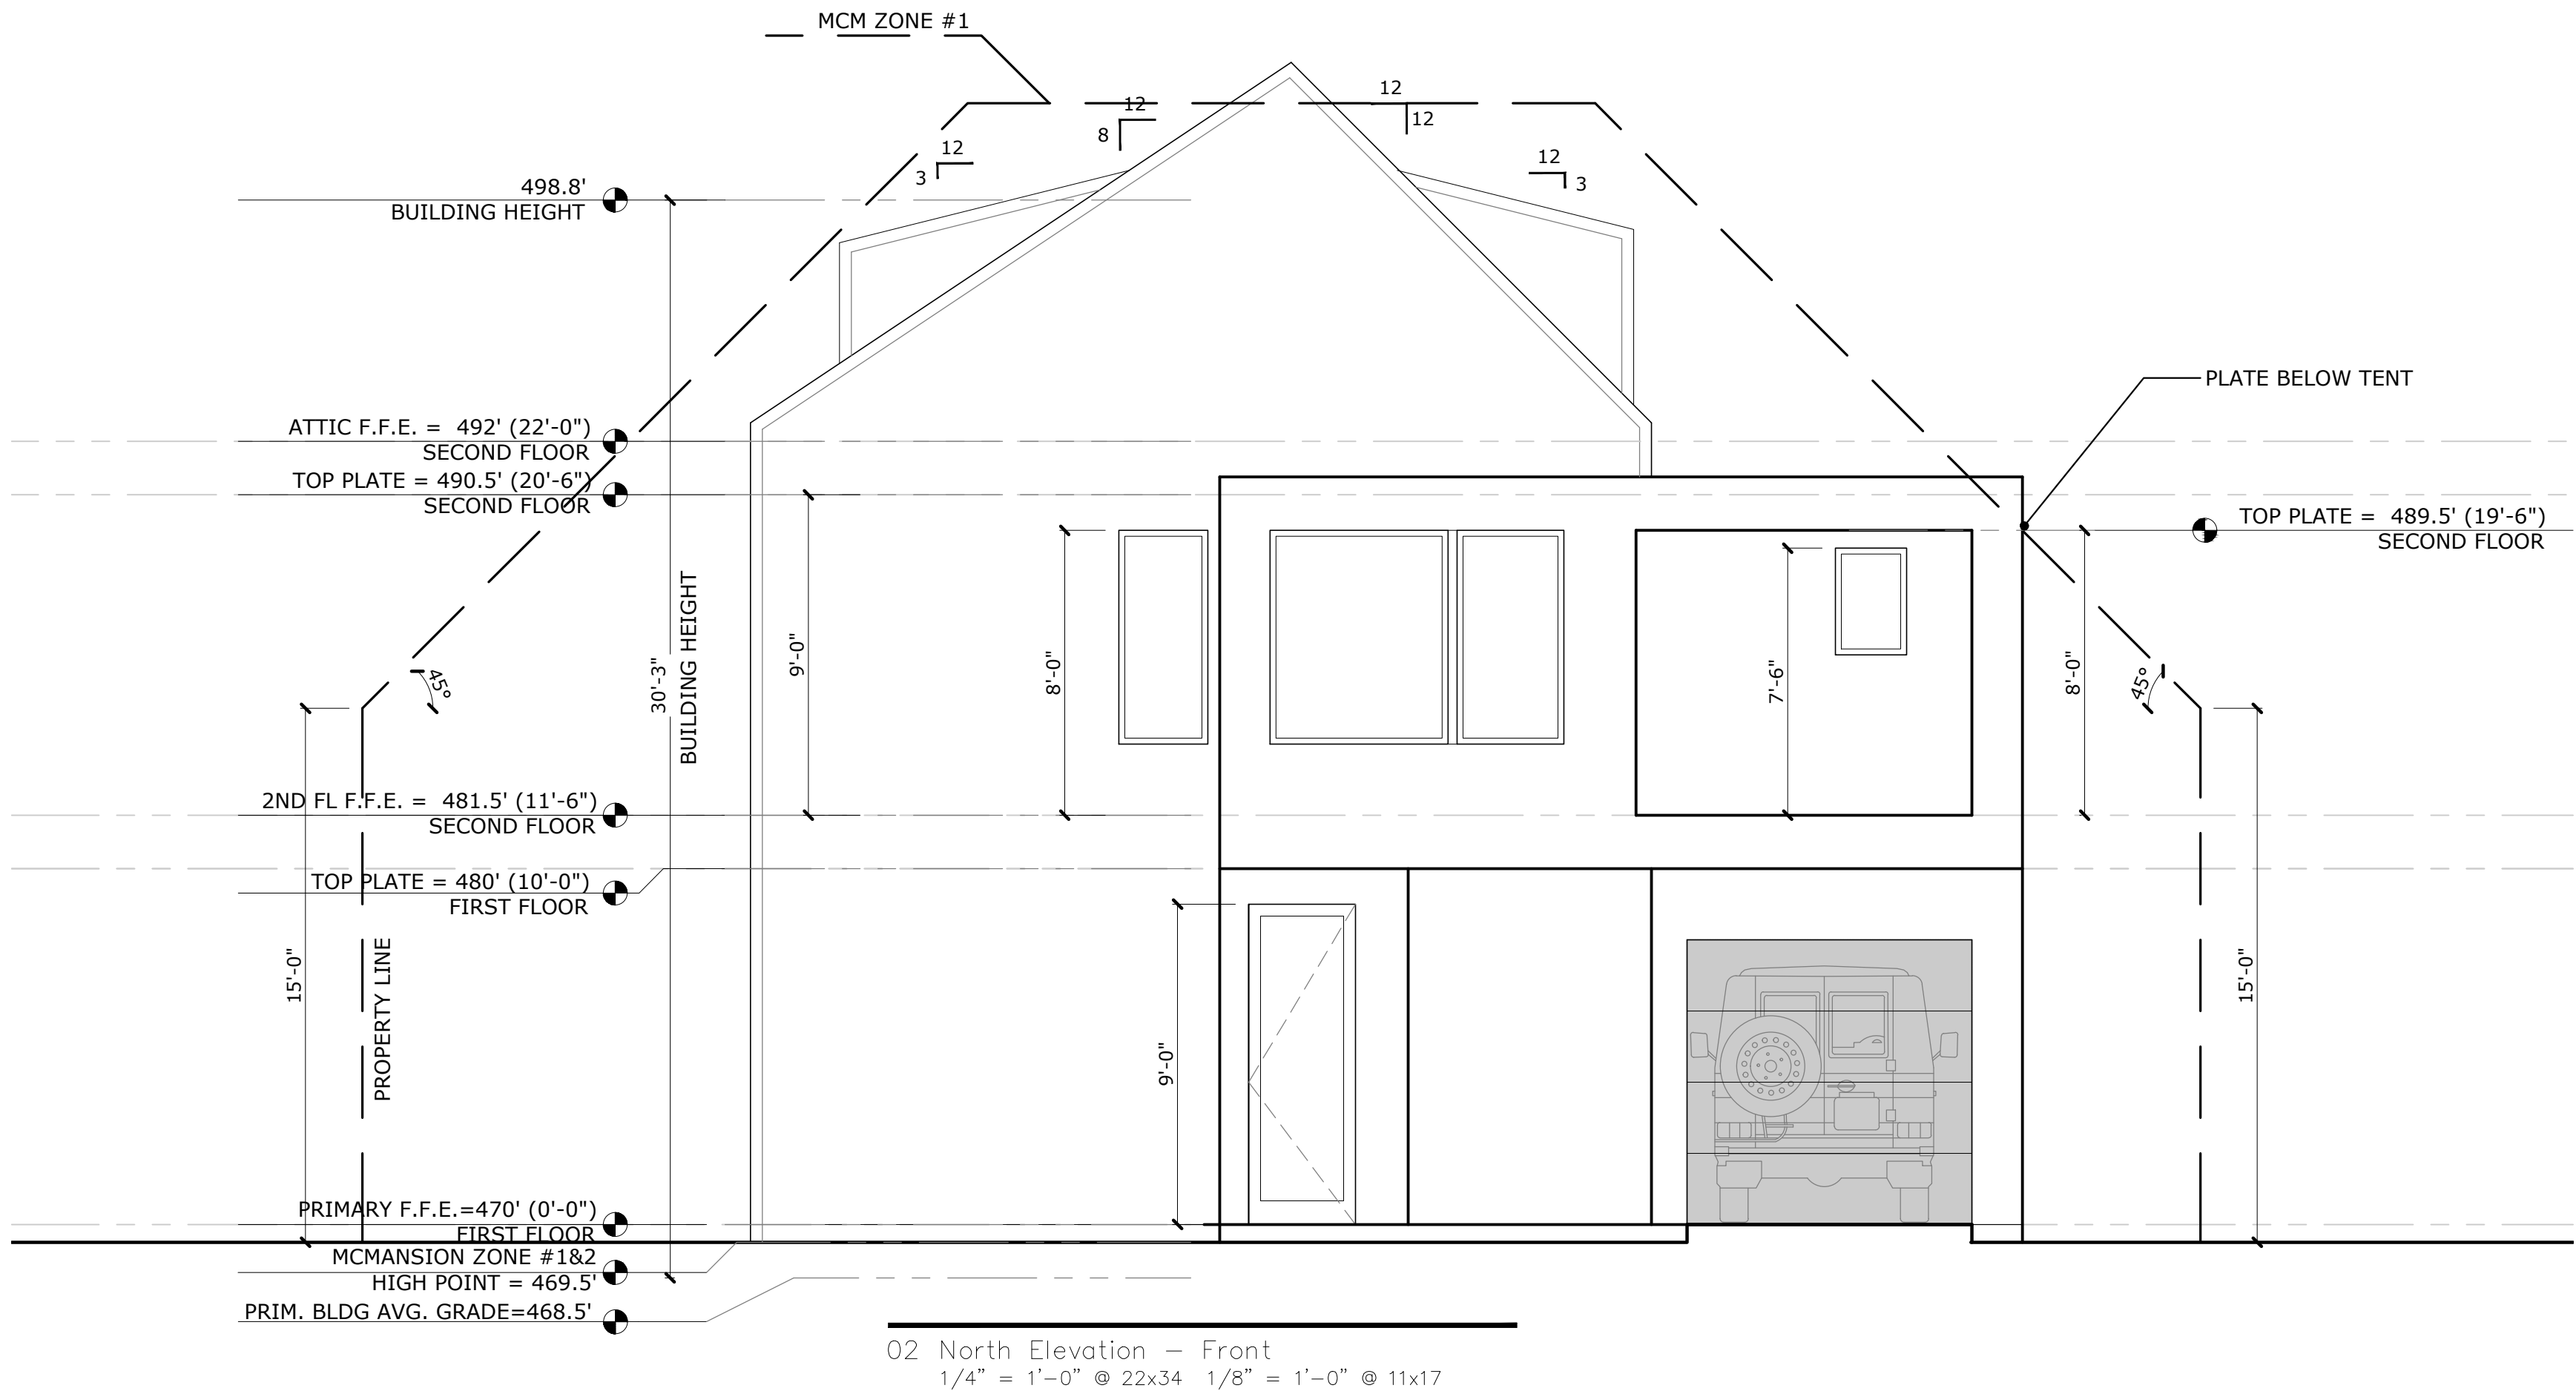 MCM ZONE #1
12
12
12
8
12
12
3
12
3
498.8'
BUILDING HEIGHT
PLATE BELOW TENT
ATTIC F.F.E. =  492' (22'-0")
SECOND FLOOR
TOP PLATE = 490.5' (20'-6")
SECOND FLOOR
TOP PLATE =  489.5' (19'-6")
SECOND FLOOR
45°
30'-3"
BUILDING HEIGHT
9'-0"
8'-0"
7'-6"
8'-0"
45°
2ND FL F.F.E. =  481.5' (11'-6")
SECOND FLOOR
TOP PLATE = 480' (10'-0")
FIRST FLOOR
15'-0"
PROPERTY LINE
9'-0"
15'-0"
PRIMARY F.F.E.=470' (0'-0")
FIRST FLOOR
MCMANSION ZONE #1&2
HIGH POINT = 469.5'
PRIM. BLDG AVG. GRADE=468.5'
02 North Elevation – Front
1/4" = 1'-0" @ 22x34  1/8" = 1'-0" @ 11x17